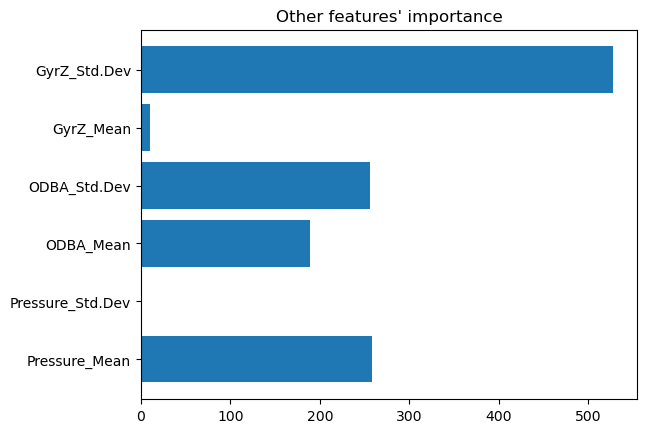 Other features' importance
GyrZ_Std.Dev
GyrZ_Mean
ODBA_Std.Dev
ODBA_Mean
Pressure_Std.Dev
Pressure_Mean
0 100 200 300 400 500